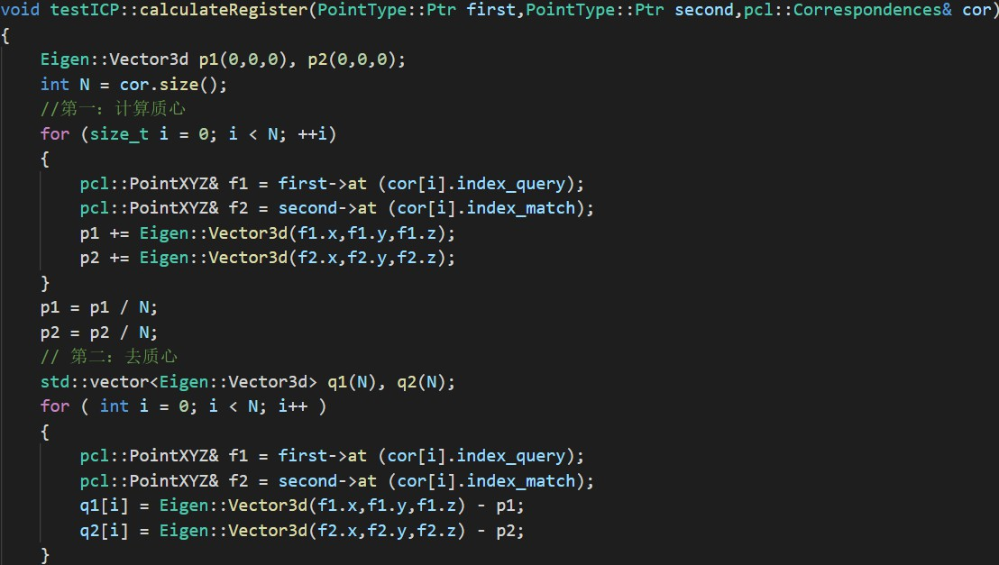 void testICP::calculateRegister(PointType::Ptr first,PointType::Ptr second,pcl::Correspondences& cor)
{
    Eigen::Vector3d p1(0,0,0), p2(0,0,0);
    int N = cor.size();
    //第一：计算质心
    for (size_t i = 0; i < N; ++i)
    {
        pcl::PointXYZ& f1 = first->at (cor[i].index_query);
        pcl::PointXYZ& f2 = second->at (cor[i].index_match);
        p1 += Eigen::Vector3d(f1.x,f1.y,f1.z);
        p2 += Eigen::Vector3d(f2.x,f2.y,f2.z);
    }
    p1 = p1 / N;
    p2 = p2 / N;
    // 第二：去质心
    std::vector<Eigen::Vector3d> q1(N), q2(N);
    for ( int i = 0; i < N; i++ )
    {
        pcl::PointXYZ& f1 = first->at (cor[i].index_query);
        pcl::PointXYZ& f2 = second->at (cor[i].index_match);
        q1[i] = Eigen::Vector3d(f1.x,f1.y,f1.z) - p1;
        q2[i] = Eigen::Vector3d(f2.x,f2.y,f2.z) - p2;
    }